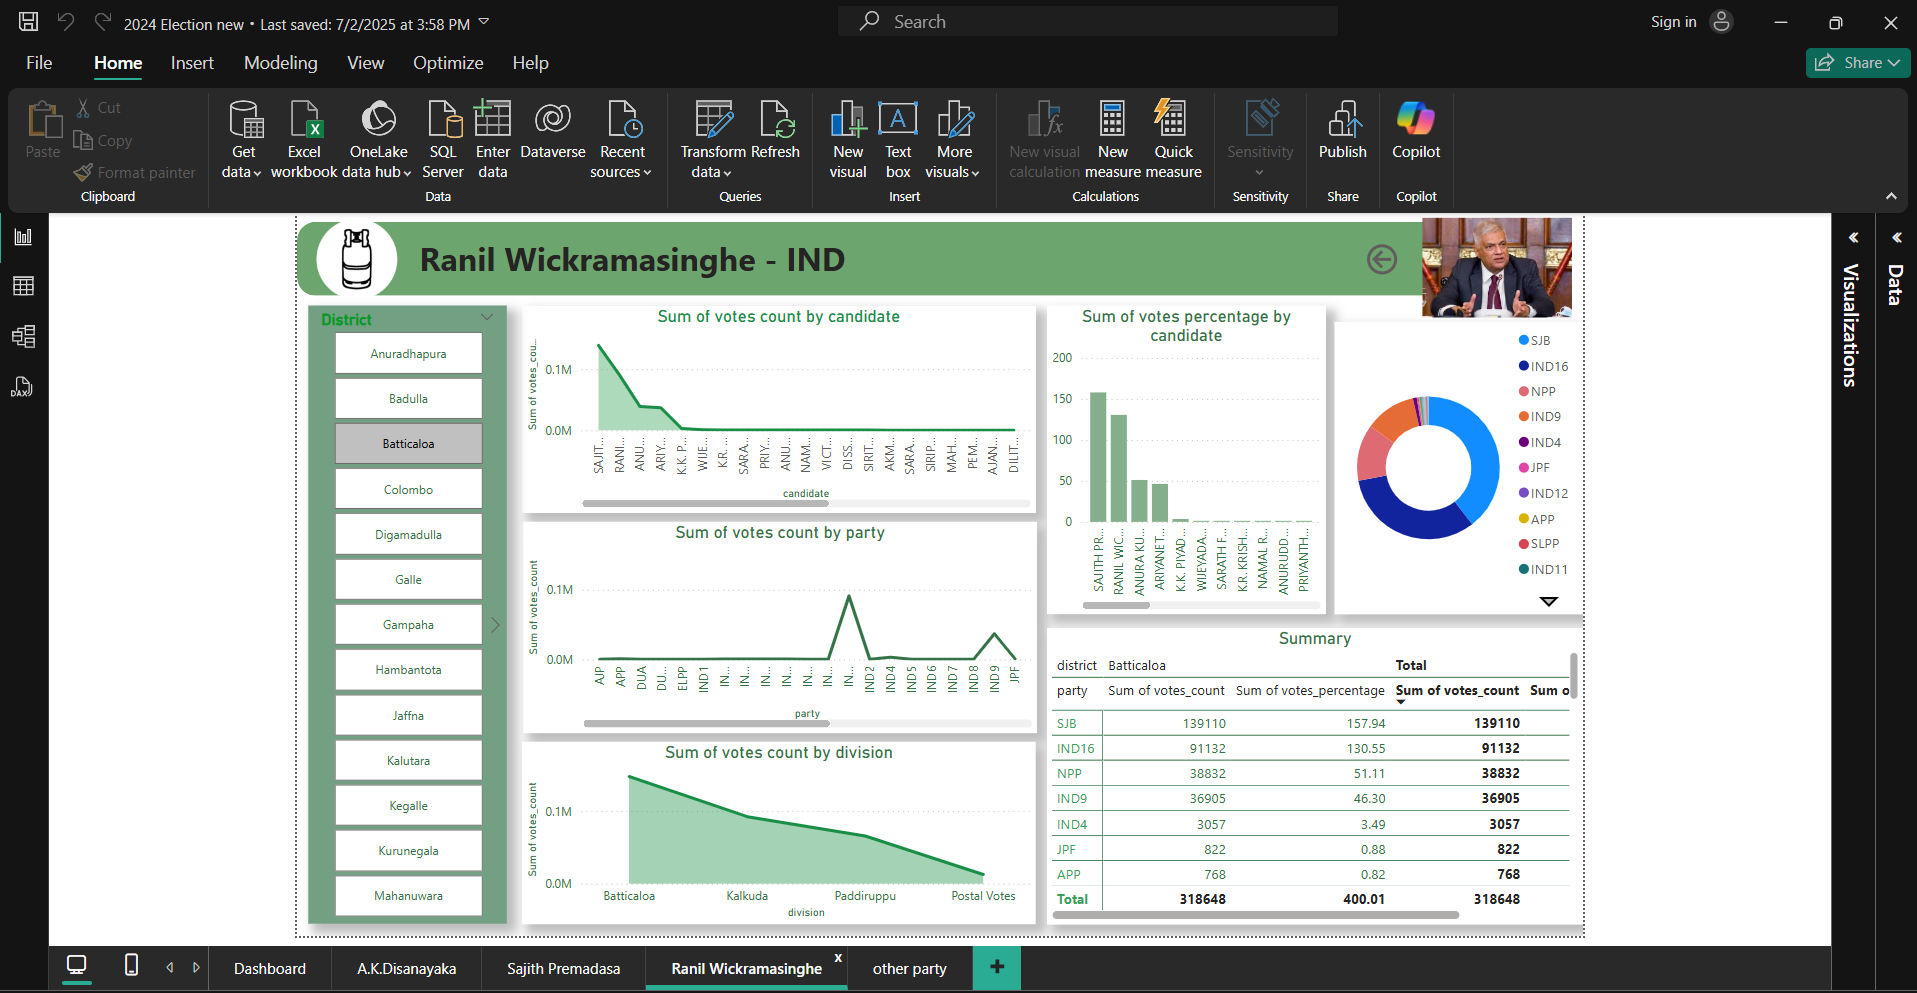 2024 Election new • Last saved: 7/2/2025 at 3:58 PM
Search
Sign in
File
Home
Insert
Modeling
View
Optimize
Help
Share
Paste
Cut
Copy
Format painter
Clipboard
Get data
Excel workbook
OneLake data hub
SQL Server
Enter data
Dataverse
Recent sources
Data
Transform data
Refresh
Queries
New visual
Text box
More visuals
Insert
New visual calculation
New measure
Quick measure
Calculations
Sensitivity
Sensitivity
Publish
Share
Copilot
Copilot
DAX
Ranil Wickramasinghe - IND
District
Anuradhapura
Badulla
Batticaloa
Colombo
Digamadulla
Galle
Gampaha
Hambantota
Jaffna
Kalutara
Kegalle
Kurunegala
Mahanuwara
Sum of votes count by candidate
Sum of votes_cou...
0.1M
0.0M
SAJIT...
RANI...
ANU...
ARIY...
K.K. P...
WIJE...
K.R. ...
SARA...
PRIY...
ANU...
NAM...
VICT...
DISS...
SIRIT...
AKM...
SARA...
SIRIP...
MAH...
PEM...
AJAN...
DILIT...
candidate
Sum of votes count by party
Sum of votes_count
0.1M
0.0M
AJP
APP
DUA
DU...
ELPP
IND1
IN...
IN...
IN...
IN...
IN...
IN...
IN...
IND2
IND4
IND5
IND6
IND7
IND8
IND9
JPF
party
Sum of votes count by division
Sum of votes_count
0.1M
0.0M
Batticaloa
Kalkuda
Paddiruppu
Postal Votes
division
Sum of votes percentage by
candidate
200
150
100
50
0
SAJITH PR...
RANIL WIC...
ANURA KU...
ARIYANET...
K.K. PIYAD...
WIJEYADA...
SARATH F...
K.R. KRISH...
NAMAL R...
ANURUDD...
PRIYANTH...
SJB
IND16
NPP
IND9
IND4
JPF
IND12
APP
SLPP
IND11
Summary
district Batticaloa Total
party Sum of votes_count Sum of votes_percentage Sum of votes_count Sum o
SJB 139110 157.94 139110
IND16 91132 130.55 91132
NPP 38832 51.11 38832
IND9 36905 46.30 36905
IND4 3057 3.49 3057
JPF 822 0.88 822
APP 768 0.82 768
Total 318648 400.01 318648
Visualizations
Data
Dashboard
A.K.Disanayaka
Sajith Premadasa
Ranil Wickramasinghe
x
other party
+